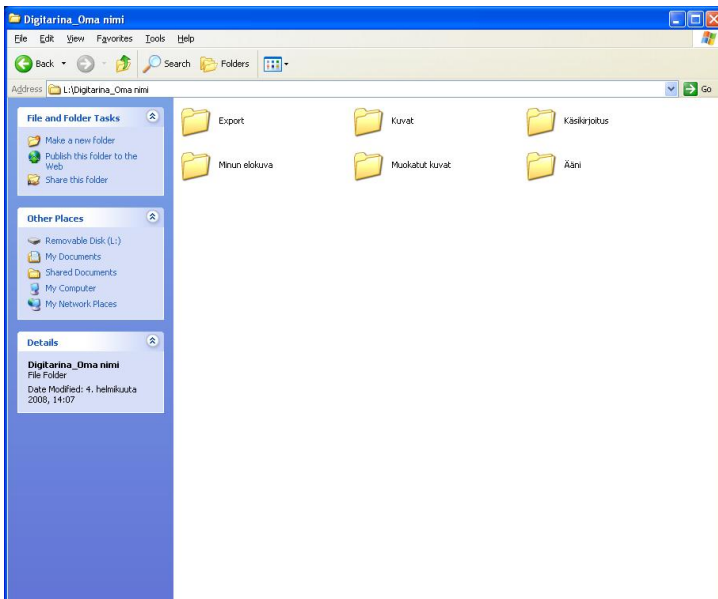 Digitarina_Oma nimi
File Edit View Favorites Tools Help
Back Search Folders
Address L:\Digitarina_Oma nimi Go
File and Folder Tasks
Make a new folder
Publish this folder to the
Web
Share this folder
Other Places
Removable Disk (L:)
My Documents
Shared Documents
My Computer
My Network Places
Details
Digitarina_Oma nimi
File Folder
Date Modified: 4. helmikuuta
2008, 14:07
Export Kuvat Käsikirjoitus
Minun elokuva Muokatut kuvat Ääni